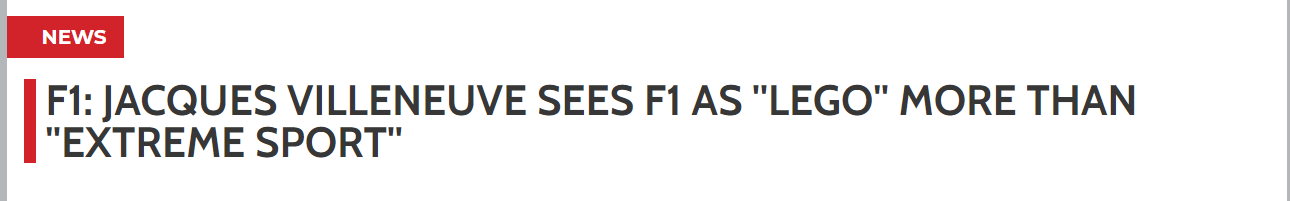 NEWS
F1: JACQUES VILLENEUVE SEES F1 AS "LEGO" MORE THAN
"EXTREME SPORT"